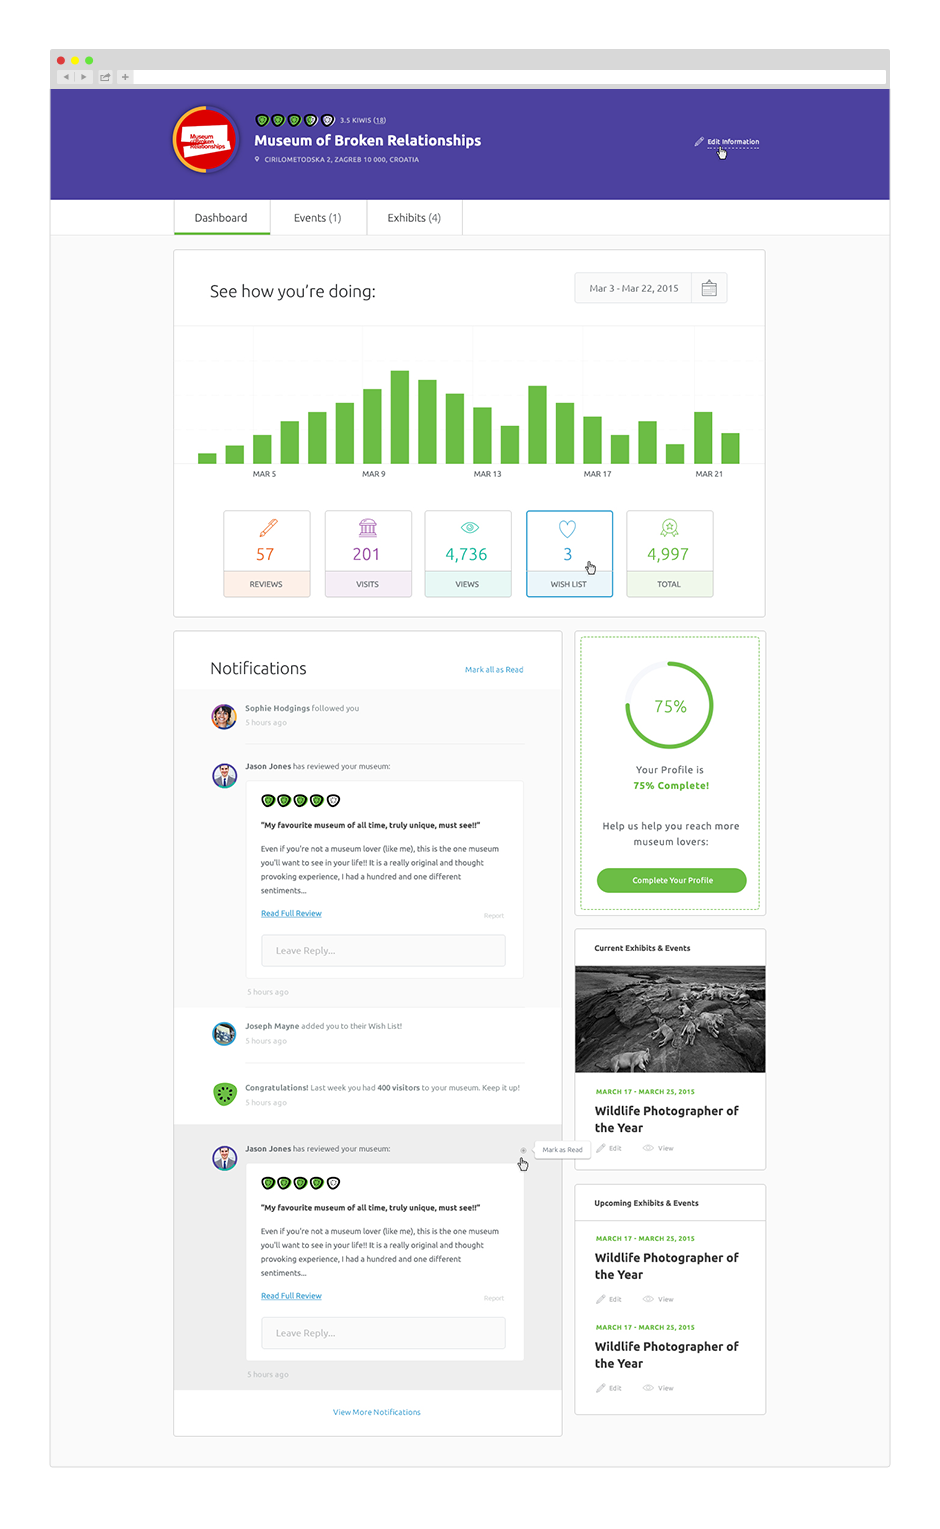 Museum
of Broken
Relationships
3.5 KIWIS (18)
Museum of Broken Relationships
CIRILOMETODSKA 2, ZAGREB 10 000, CROATIA
Edit Information
Dashboard
Events (1)
Exhibits (4)
See how you're doing:
Mar 3 - Mar 22, 2015
MAR 5
MAR 9
MAR 13
MAR 17
MAR 21
57
REVIEWS
201
VISITS
4,736
VIEWS
3
WISH LIST
4,997
TOTAL
Notifications
Mark all as Read
Sophie Hodgings followed you
5 hours ago
Jason Jones has reviewed your museum:
"My favourite museum of all time, truly unique, must see!!"
Even if you're not a museum lover (like me), this is the one museum
you'll want to see in your life!! It is a really original and thought
provoking experience, I had a hundred and one different
sentiments...
Read Full Review
Report
Leave Reply...
5 hours ago
Joseph Mayne added you to their Wish List!
5 hours ago
Congratulations! Last week you had 400 visitors to your museum. Keep it up!
5 hours ago
Jason Jones has reviewed your museum:
Mark as Read
"My favourite museum of all time, truly unique, must see!!"
Even if you're not a museum lover (like me), this is the one museum
you'll want to see in your life!! It is a really original and thought
provoking experience, I had a hundred and one different
sentiments...
Read Full Review
Report
Leave Reply...
5 hours ago
View More Notifications
75%
Your Profile is
75% Complete!
Help us help you reach more
museum lovers:
Complete Your Profile
Current Exhibits & Events
MARCH 17 - MARCH 25, 2015
Wildlife Photographer of
the Year
Edit
View
Upcoming Exhibits & Events
MARCH 17 - MARCH 25, 2015
Wildlife Photographer of
the Year
Edit
View
MARCH 17 - MARCH 25, 2015
Wildlife Photographer of
the Year
Edit
View